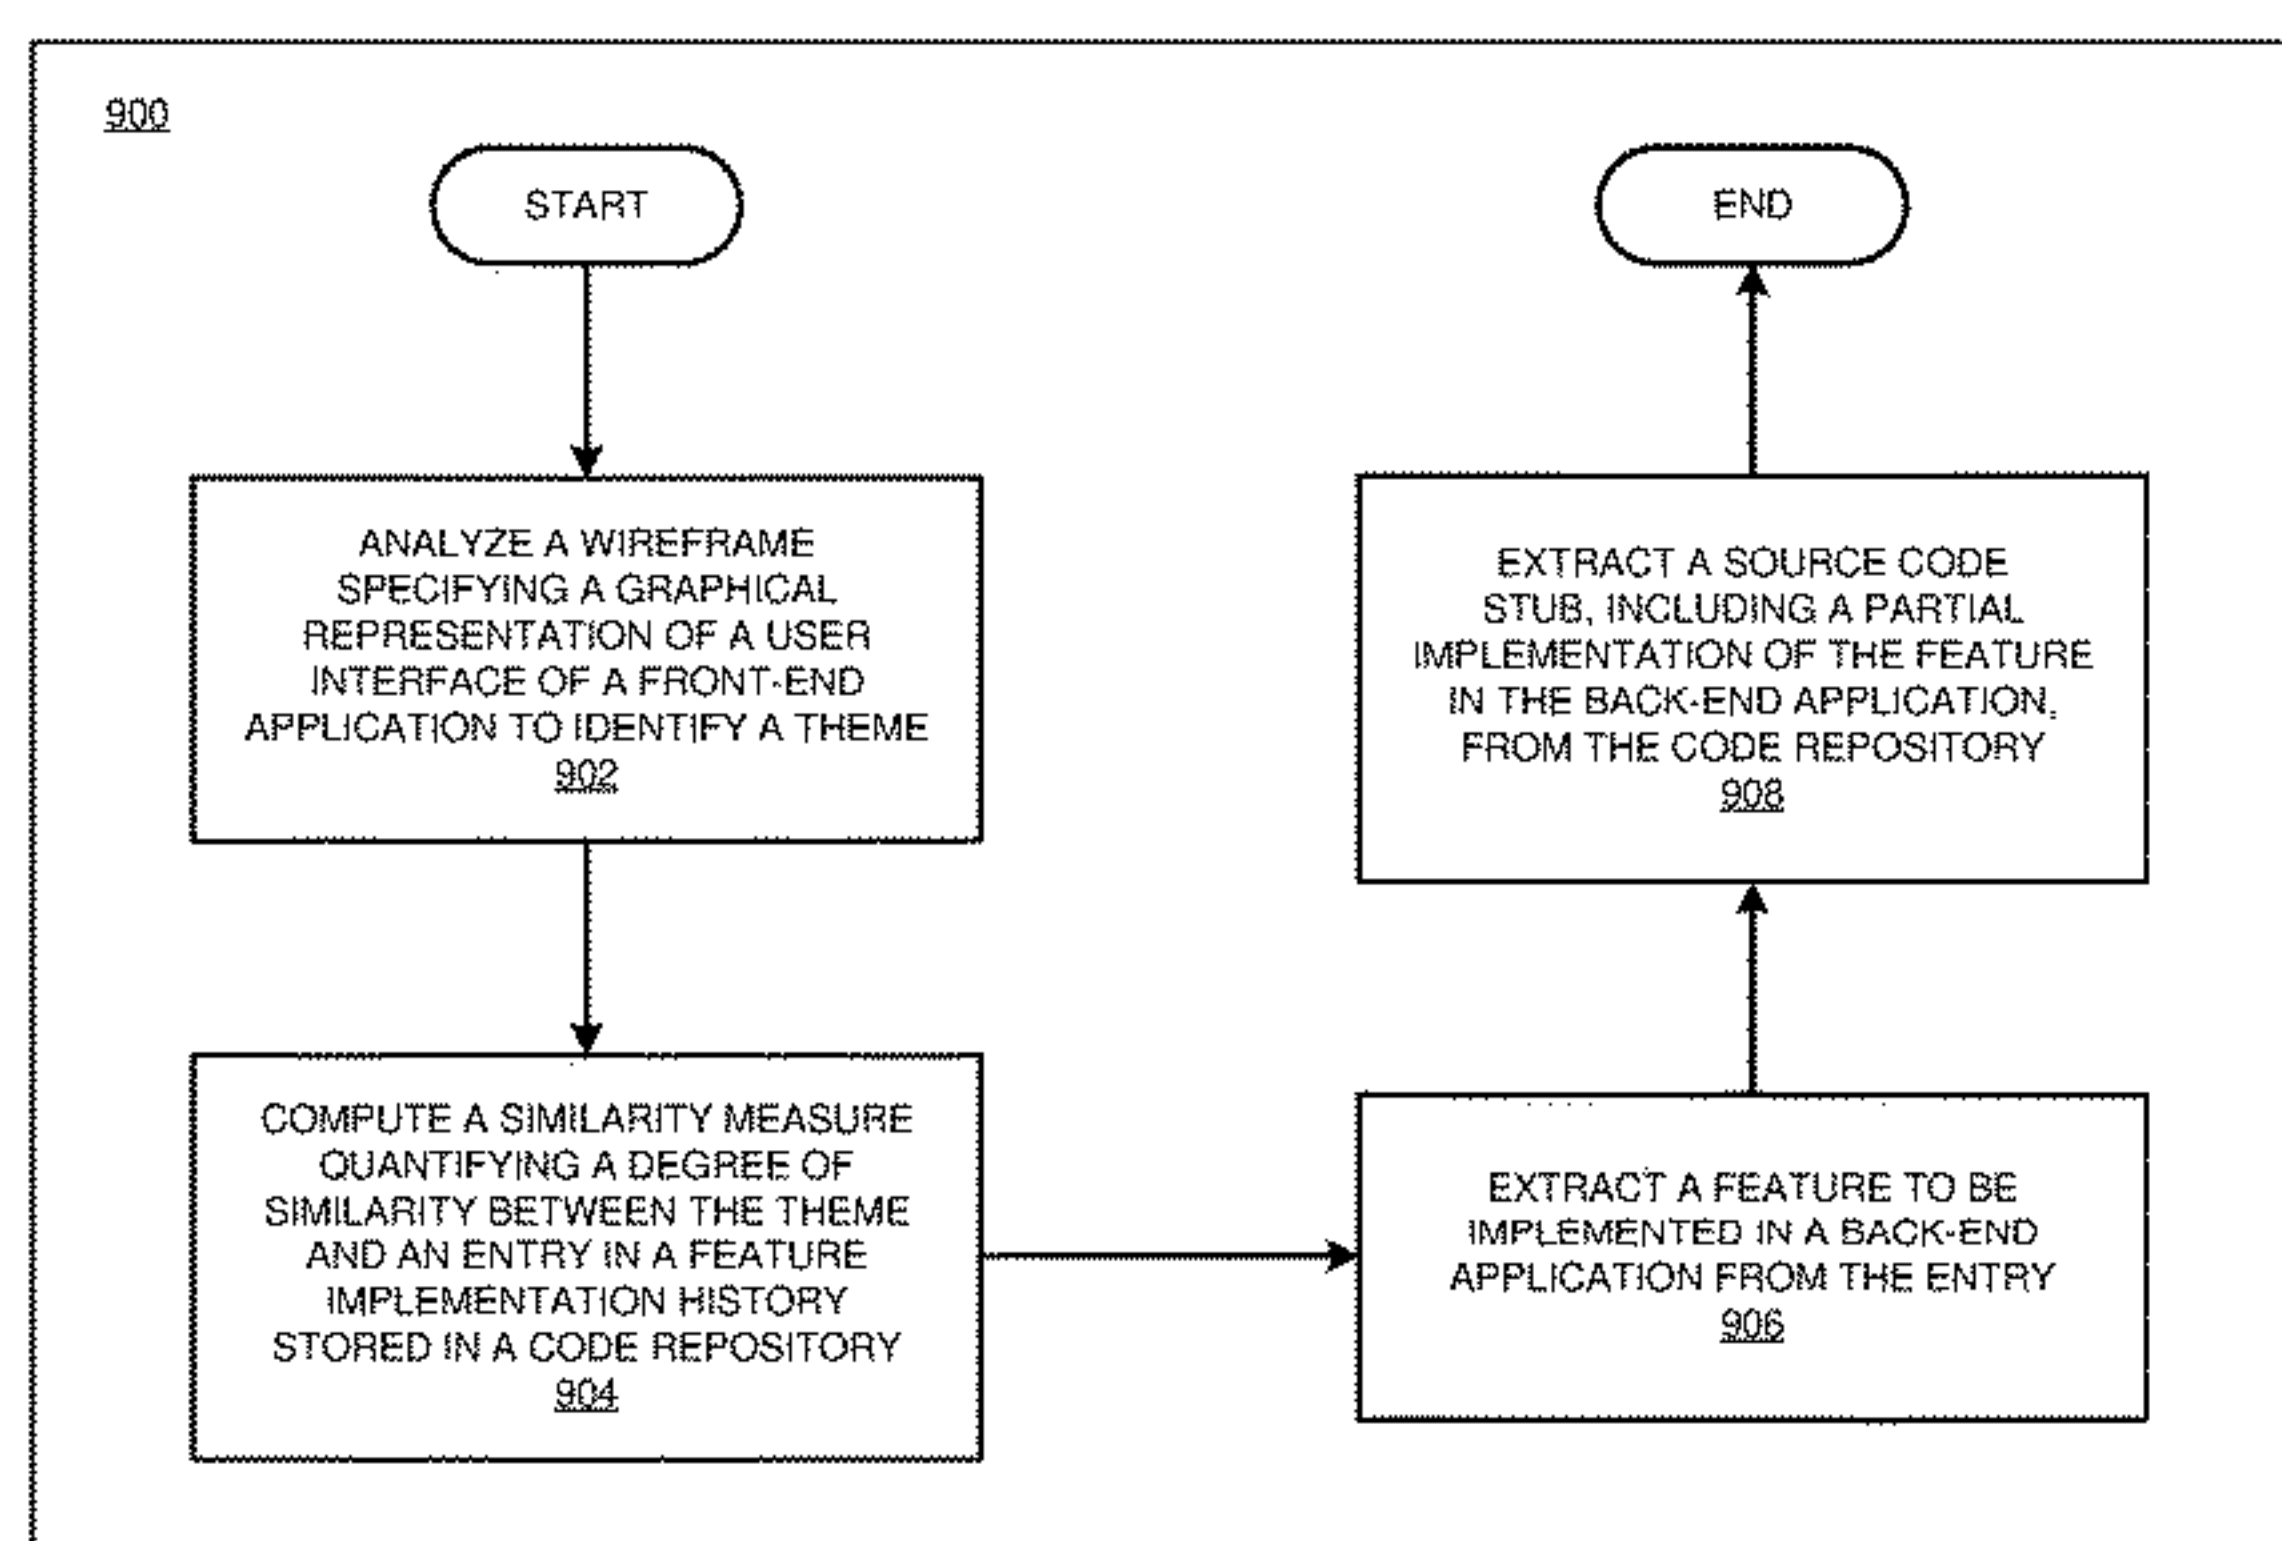 900
START
ANALYZE A WIREFRAME
SPECIFYING A GRAPHICAL
REPRESENTATION OF A USER
INTERFACE OF A FRONT-END
APPLICATION TO IDENTIFY A THEME
902
COMPUTE A SIMILARITY MEASURE
QUANTIFYING A DEGREE OF
SIMILARITY BETWEEN THE THEME
AND AN ENTRY IN A FEATURE
IMPLEMENTATION HISTORY
STORED IN A CODE REPOSITORY
904
EXTRACT A FEATURE TO BE
IMPLEMENTED IN A BACK-END
APPLICATION FROM THE ENTRY
906
EXTRACT A SOURCE CODE
STUB, INCLUDING A PARTIAL
IMPLEMENTATION OF THE FEATURE
IN THE BACK-END APPLICATION,
FROM THE CODE REPOSITORY
908
END